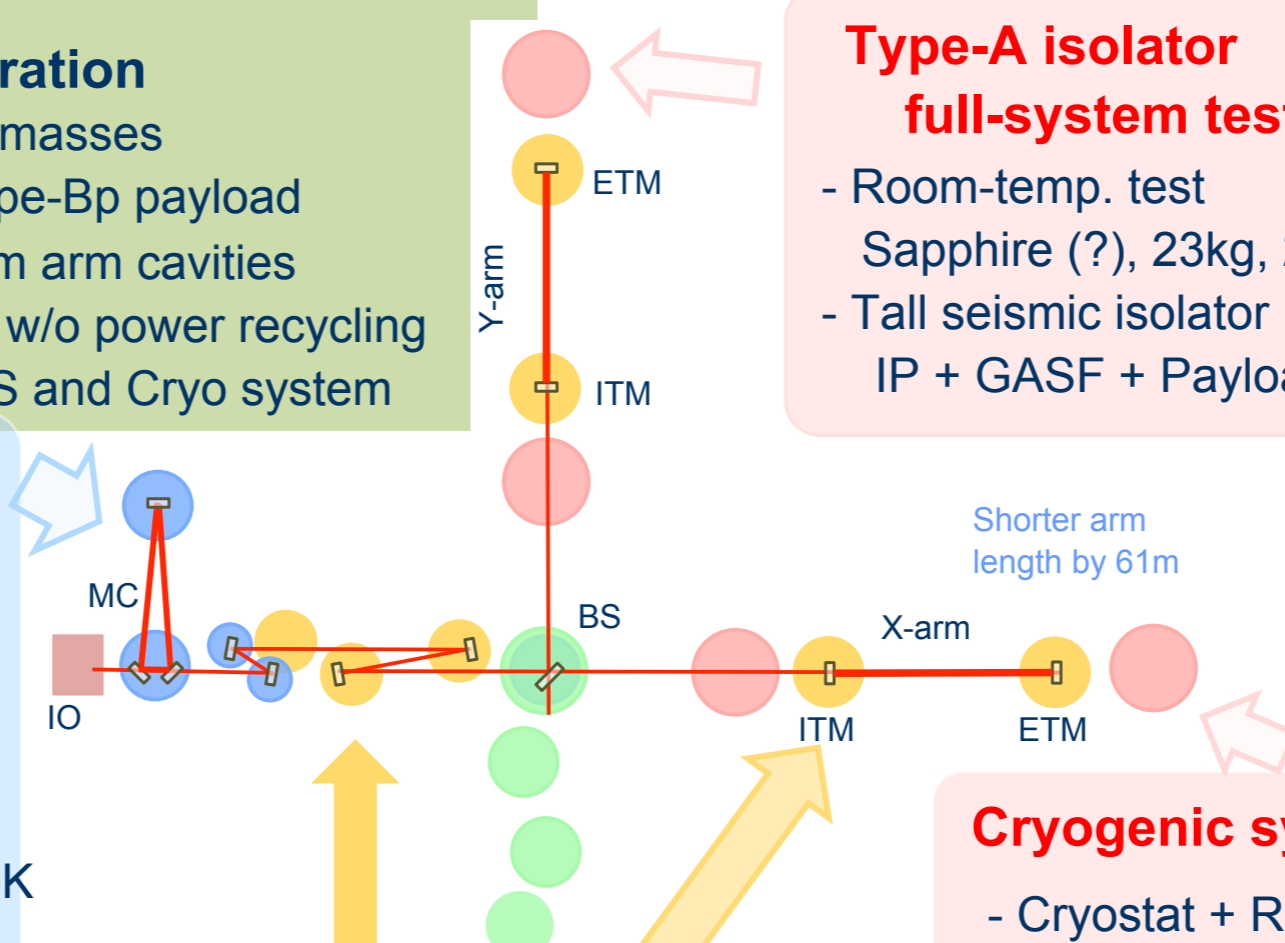 ration
masses
pe-Bp payload
m arm cavities
w/o power recycling
S and Cryo system
Type-A isolator
full-system test
- Room-temp. test
Sapphire (?), 23kg,
- Tall seismic isolator
IP + GASF + Payloa
ETM
Y-arm
ITM
Shorter arm
length by 61m
MC
BS
X-arm
IO
ITM
ETM
K
Cryogenic sy
- Cryostat + R